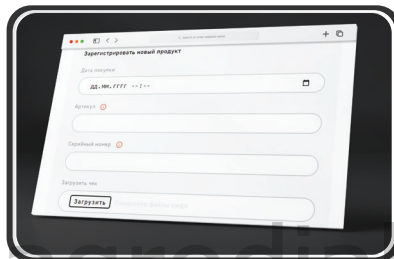 Зарегистрировать новый продукт
Дата покупки
ДД.ММ.ГГГГ --:--
Артикул
Серийный номер
Загрузить чек
Загрузить